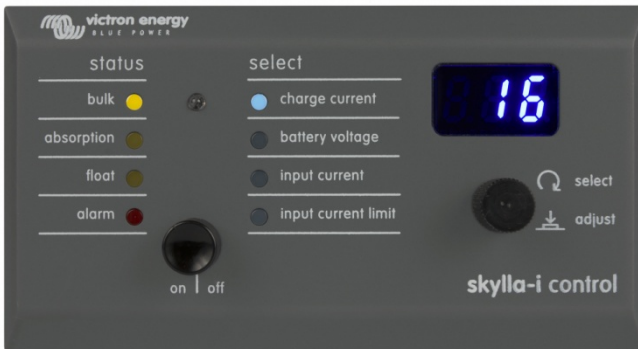 victron energy
BLUE POWER
status
bulk
absorption
float
alarm
on | off
select
charge current
battery voltage
input current
input current limit
16
select
adjust
skylla-i control